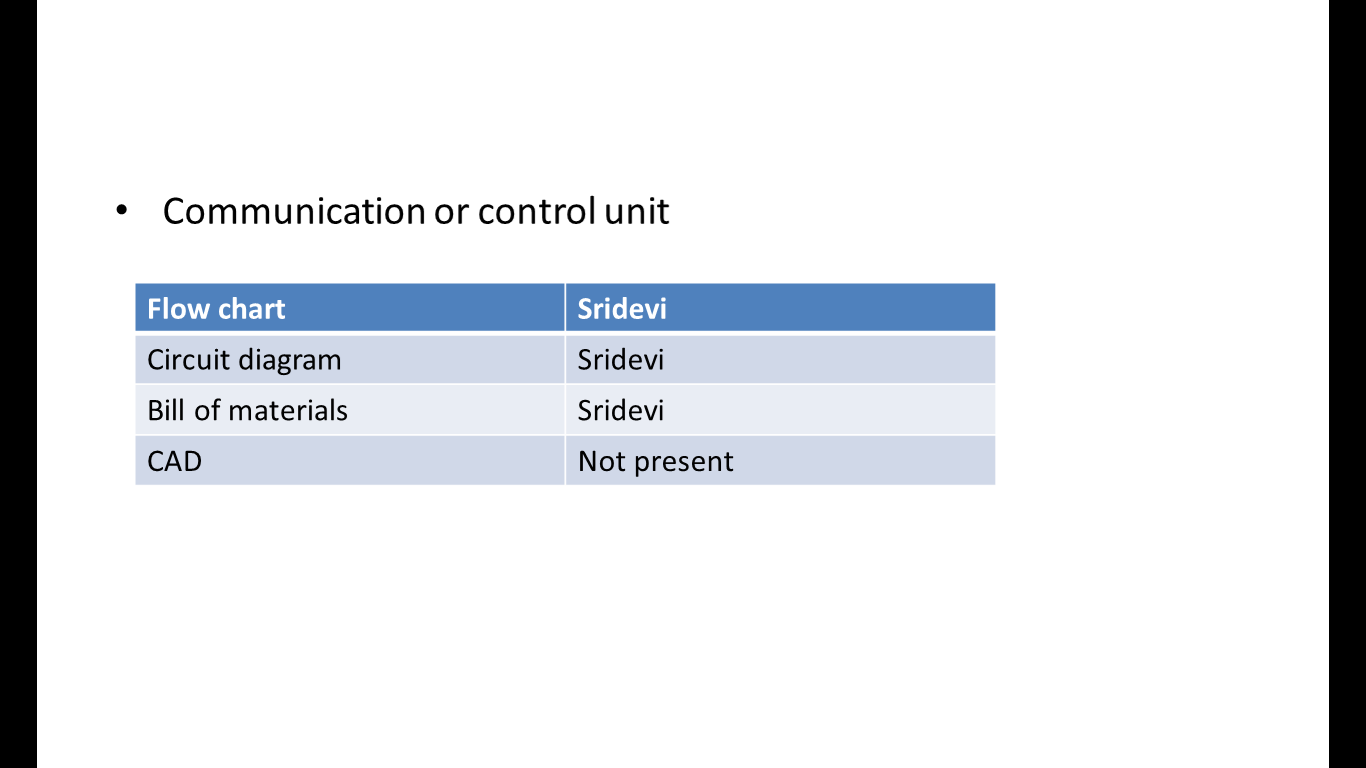 • Communication or control unit
Flow chart Sridevi
Circuit diagram Sridevi
Bill of materials Sridevi
CAD Not present